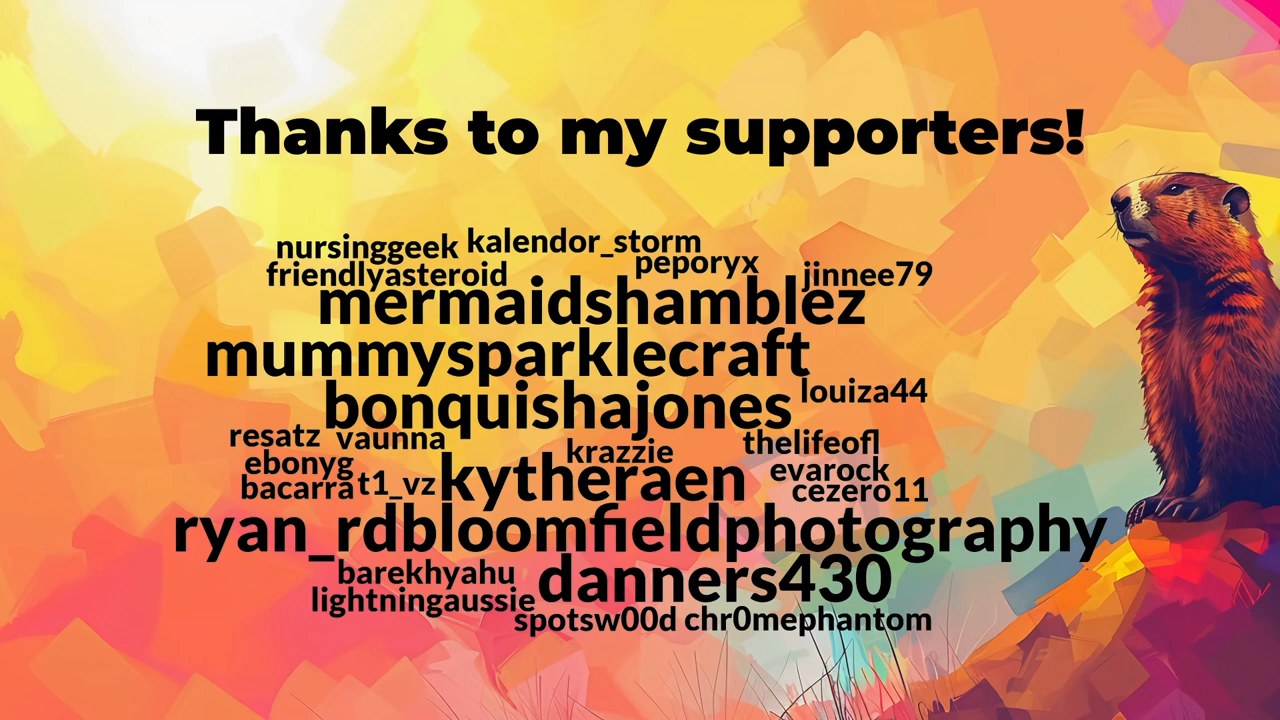 Thanks to my supporters!
nursinggeek kalendor_storm
friendlyasteroid peporyx jinnee79
mermaidshamblez
mummysparklecraft
bonquishajones louiza44
resatz vaunna krazzie thelifeofl
ebonyg kytheraen evarock
bacarra t1_vz cezero11
ryan_rdbloomfieldphotography
barekhyahu danners430
lightningaussie
spotsw00d chr0mephantom